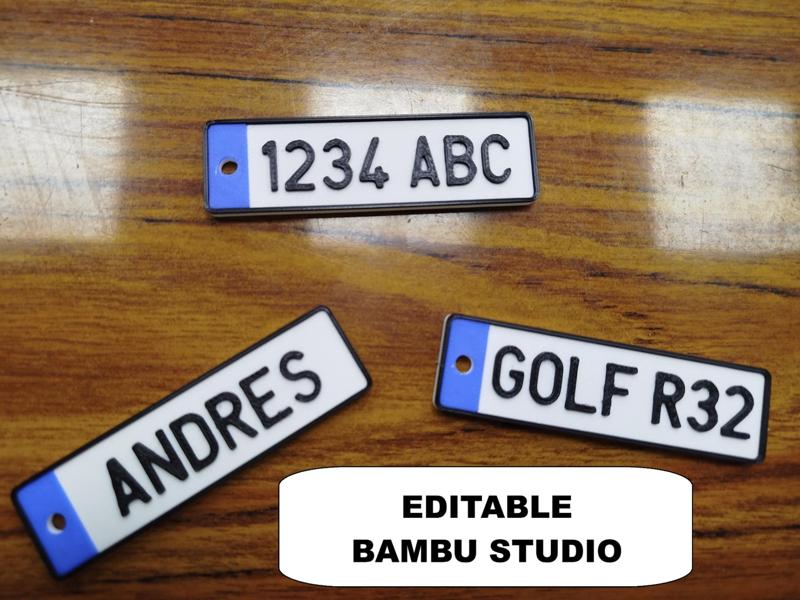 1234 ABC
ANDRES
GOLF R32
EDITABLE
BAMBU STUDIO